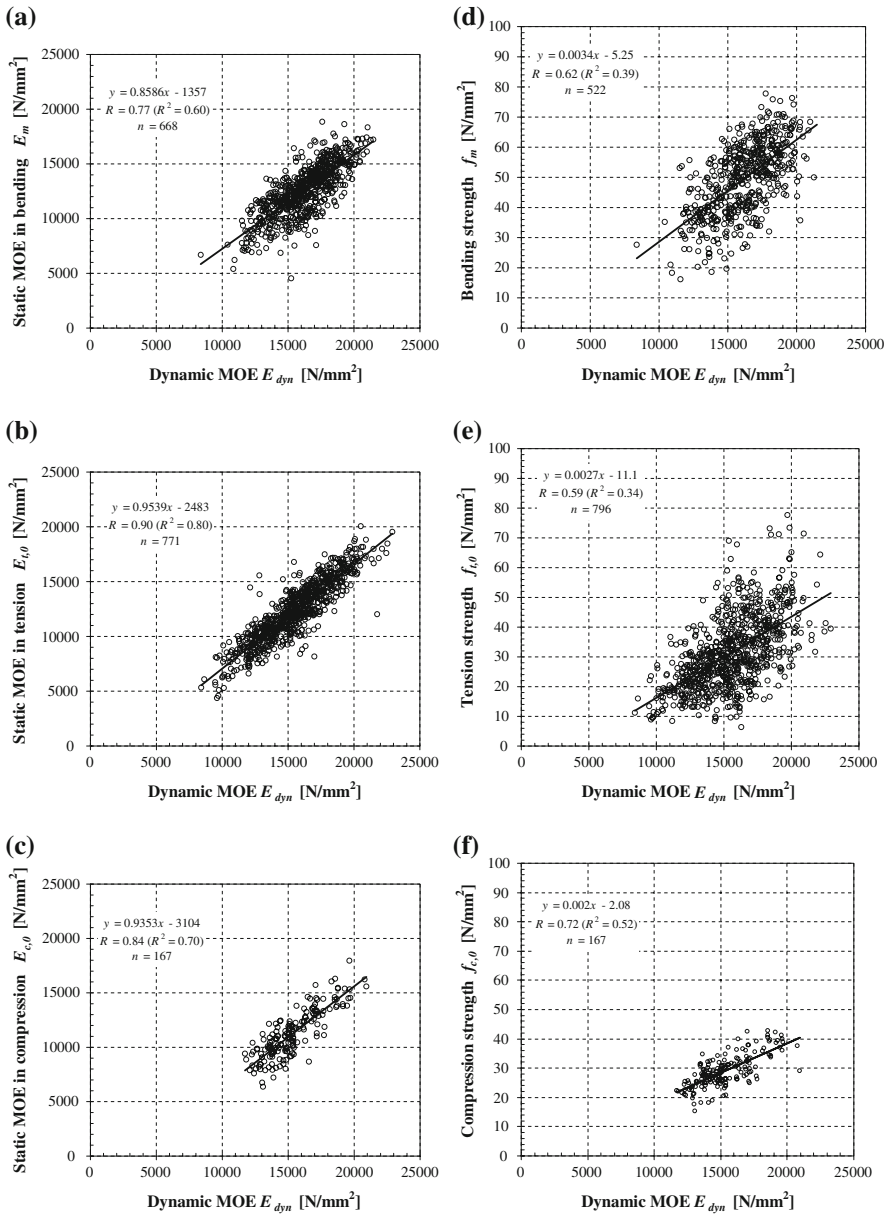 (a)
Static MOE in bending E_m [N/mm²]
25000
20000
15000
10000
5000
0
y = 0.8586x - 1357
R = 0.77 (R² = 0.60)
n = 668
0 5000 10000 15000 20000 25000
Dynamic MOE E_dyn [N/mm²]
(d)
Bending strength f_m [N/mm²]
100
90
80
70
60
50
40
30
20
10
0
y = 0.0034x - 5.25
R = 0.62 (R² = 0.39)
n = 522
0 5000 10000 15000 20000 25000
Dynamic MOE E_dyn [N/mm²]
(b)
Static MOE in tension E_t,0 [N/mm²]
25000
20000
15000
10000
5000
0
y = 0.9539x - 2483
R = 0.90 (R² = 0.80)
n = 771
0 5000 10000 15000 20000 25000
Dynamic MOE E_dyn [N/mm²]
(e)
Tension strength f_t,0 [N/mm²]
100
90
80
70
60
50
40
30
20
10
0
y = 0.0027x - 11.1
R = 0.59 (R² = 0.34)
n = 796
0 5000 10000 15000 20000 25000
Dynamic MOE E_dyn [N/mm²]
(c)
Static MOE in compression E_c,0 [N/mm²]
25000
20000
15000
10000
5000
0
y = 0.9353x - 3104
R = 0.84 (R² = 0.70)
n = 167
0 5000 10000 15000 20000 25000
Dynamic MOE E_dyn [N/mm²]
(f)
Compression strength f_c,0 [N/mm²]
100
90
80
70
60
50
40
30
20
10
0
y = 0.002x - 2.08
R = 0.72 (R² = 0.52)
n = 167
0 5000 10000 15000 20000 25000
Dynamic MOE E_dyn [N/mm²]